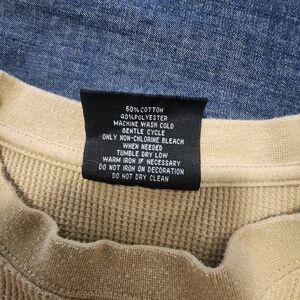 60% COTTON
40% POLYESTER
MACHINE WASH COLD
GENTLE CYCLE
ONLY NON-CHLORINE BLEACH
WHEN NEEDED
TUMBLE DRY LOW
WARM IRON IF NECESSARY
DO NOT IRON ON DECORATION
DO NOT DRY CLEAN